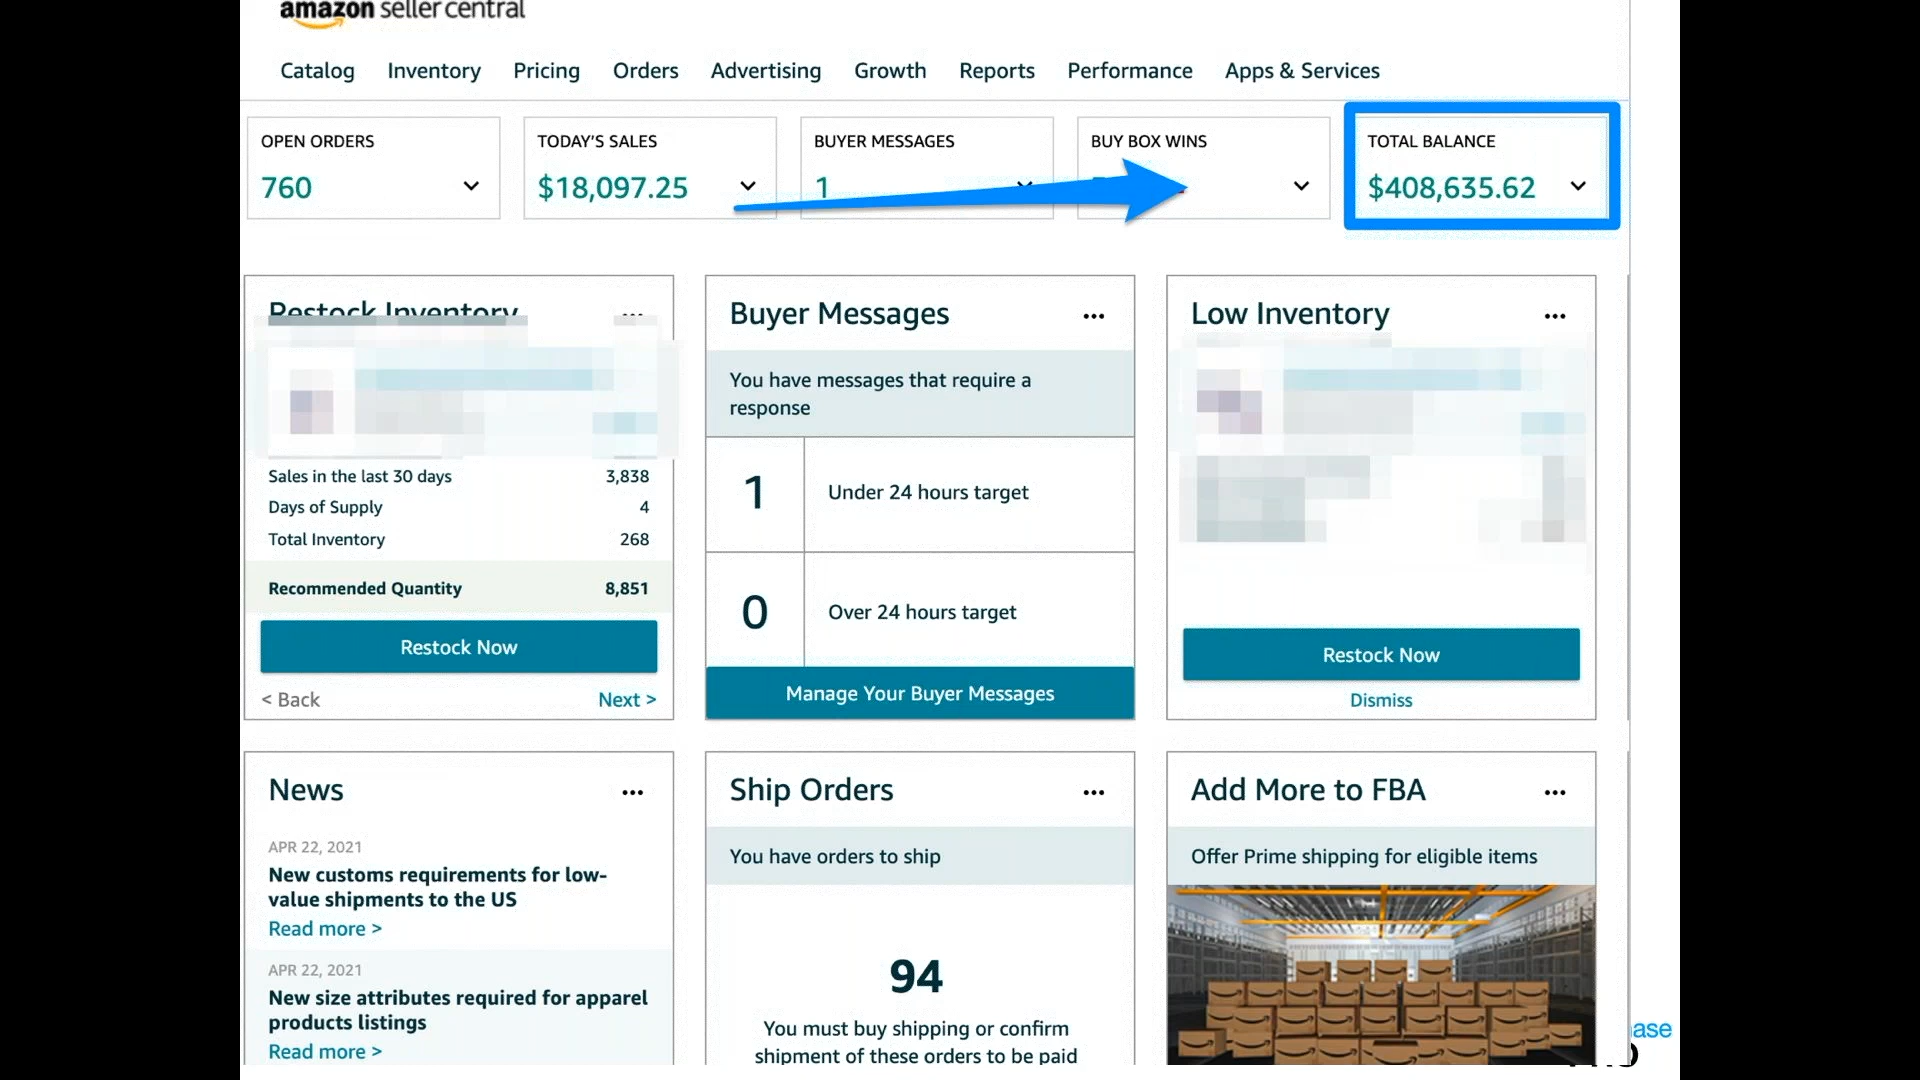 amazon seller central
Catalog Inventory Pricing Orders Advertising Growth Reports Performance Apps & Services
OPEN ORDERS
760
TODAY'S SALES
$18,097.25
BUYER MESSAGES
1
BUY BOX WINS
TOTAL BALANCE
$408,635.62
Restock Inventory
Sales in the last 30 days 3,838
Days of Supply 4
Total Inventory 268
Recommended Quantity 8,851
Restock Now
< Back Next >
Buyer Messages
You have messages that require a
response
1 Under 24 hours target
0 Over 24 hours target
Manage Your Buyer Messages
Low Inventory
Restock Now
Dismiss
News
APR 22, 2021
New customs requirements for low-
value shipments to the US
Read more >
APR 22, 2021
New size attributes required for apparel
products listings
Read more >
Ship Orders
You have orders to ship
94
You must buy shipping or confirm
shipment of these orders to be paid
Add More to FBA
Offer Prime shipping for eligible items
ase